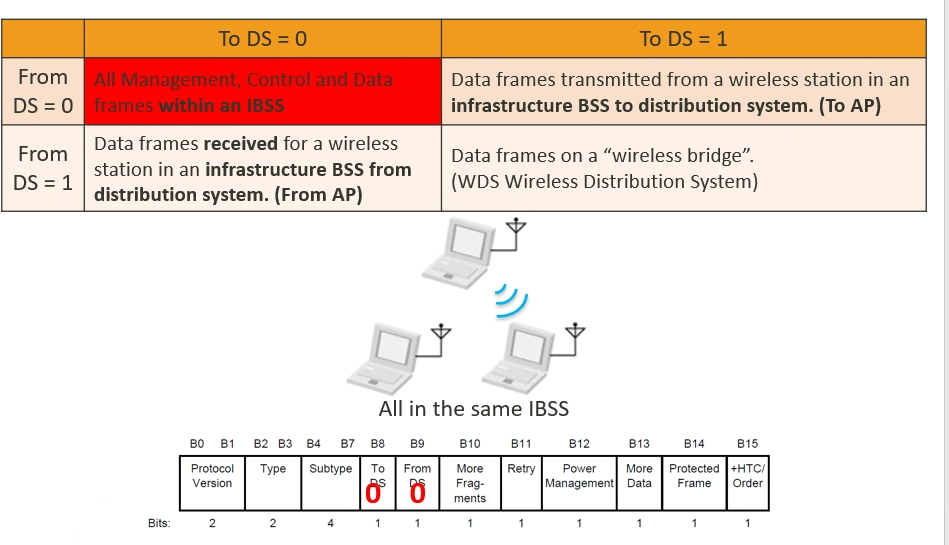 To DS = 0
To DS = 1
From
DS = 0
All Management, Control and Data
frames within an IBSS
Data frames transmitted from a wireless station in an
infrastructure BSS to distribution system. (To AP)
From
DS = 1
Data frames received for a wireless
station in an infrastructure BSS from
distribution system. (From AP)
Data frames on a “wireless bridge”.
(WDS Wireless Distribution System)
All in the same IBSS
B0 B1 B2 B3 B4 B7 B8 B9 B10 B11 B12 B13 B14 B15
Protocol
Version
Type
Subtype
To
DS
0
From
DS
0
More
Frag-
ments
Retry
Power
Management
More
Data
Protected
Frame
+HTC/
Order
Bits: 2 2 4 1 1 1 1 1 1 1 1